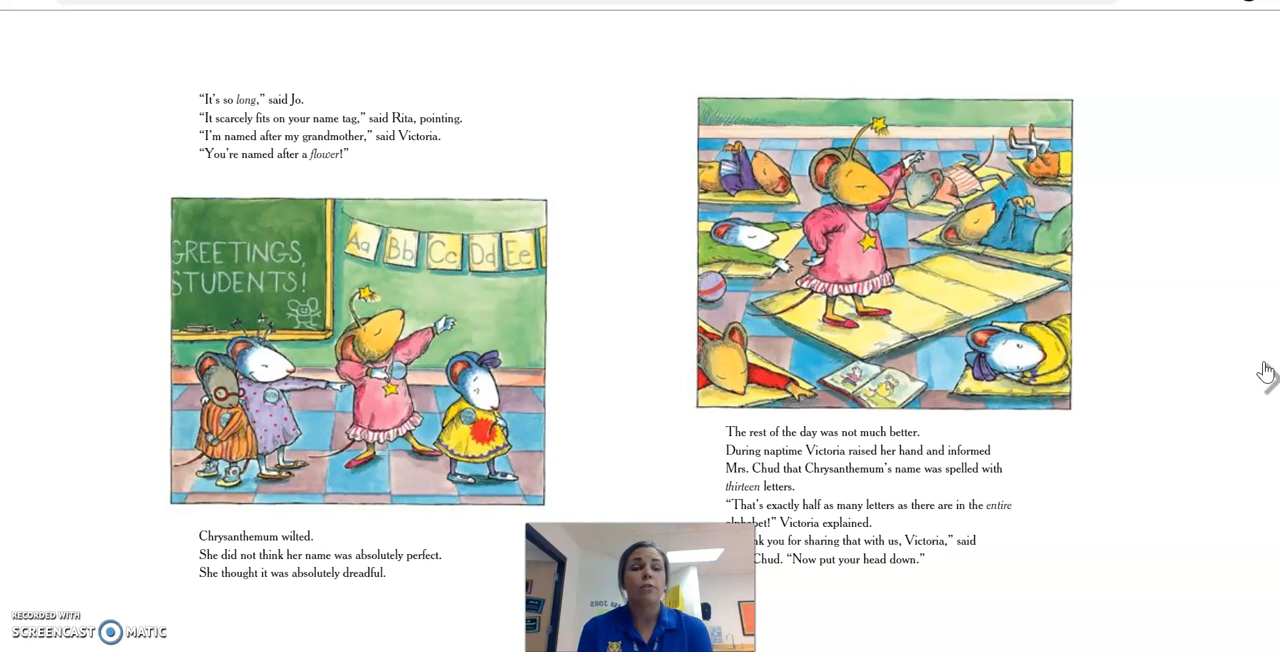 “It's so long,” said Jo.
“It scarcely fits on your name tag,” said Rita, pointing.
“I'm named after my grandmother,” said Victoria.
“You're named after a flower!”
GREETINGS,
STUDENTS!
Aa Bb Cc Dd Ee
Chrysanthemum wilted.
She did not think her name was absolutely perfect.
She thought it was absolutely dreadful.
The rest of the day was not much better.
During naptime Victoria raised her hand and informed
Mrs. Chud that Chrysanthemum's name was spelled with
thirteen letters.
“That's exactly half as many letters as there are in the entire
alphabet!” Victoria explained.
you for sharing that with us, Victoria,” said
Chud. “Now put your head down.”
RECORDED WITH
SCREENCAST MATIC